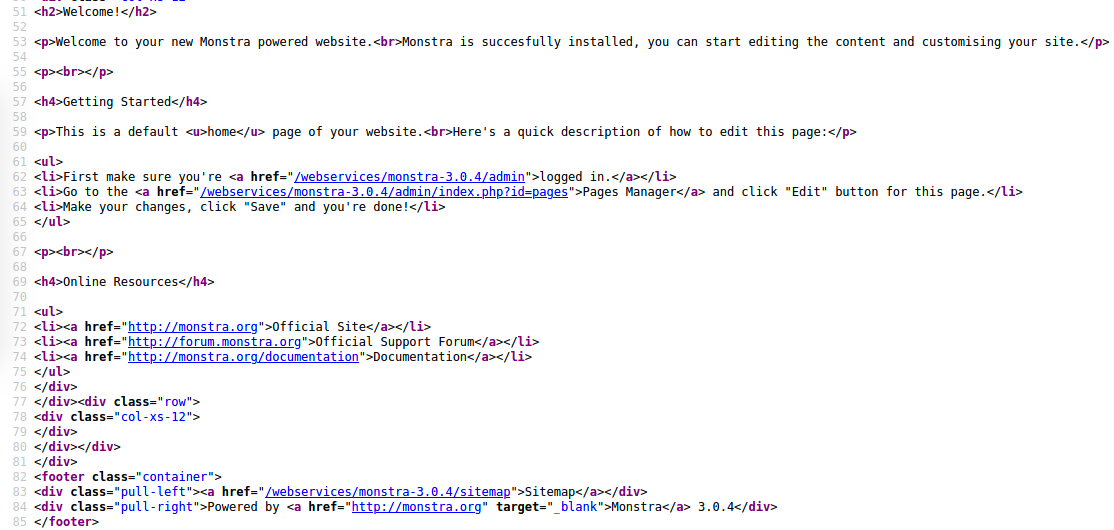 51 <h2>Welcome!</h2>
52
53 <p>Welcome to your new Monstra powered website.<br>Monstra is succesfully installed, you can start editing the content and customising your site.</p>
54
55 <p><br></p>
56
57 <h4>Getting Started</h4>
58
59 <p>This is a default <u>home</u> page of your website.<br>Here's a quick description of how to edit this page:</p>
60
61 <ul>
62 <li>First make sure you're <a href="/webservices/monstra-3.0.4/admin">logged in.</a></li>
63 <li>Go to the <a href="/webservices/monstra-3.0.4/admin/index.php?id=pages">Pages Manager</a> and click "Edit" button for this page.</li>
64 <li>Make your changes, click "Save" and you're done!</li>
65 </ul>
66
67 <p><br></p>
68
69 <h4>Online Resources</h4>
70
71 <ul>
72 <li><a href="http://monstra.org">Official Site</a></li>
73 <li><a href="http://forum.monstra.org">Official Support Forum</a></li>
74 <li><a href="http://monstra.org/documentation">Documentation</a></li>
75 </ul>
76 </div>
77 </div><div class="row">
78 <div class="col-xs-12">
79 </div>
80 </div></div>
81 </div>
82 <footer class="container">
83 <div class="pull-left"><a href="/webservices/monstra-3.0.4/sitemap">Sitemap</a></div>
84 <div class="pull-right">Powered by <a href="http://monstra.org" target="_blank">Monstra</a> 3.0.4</div>
85 </footer>